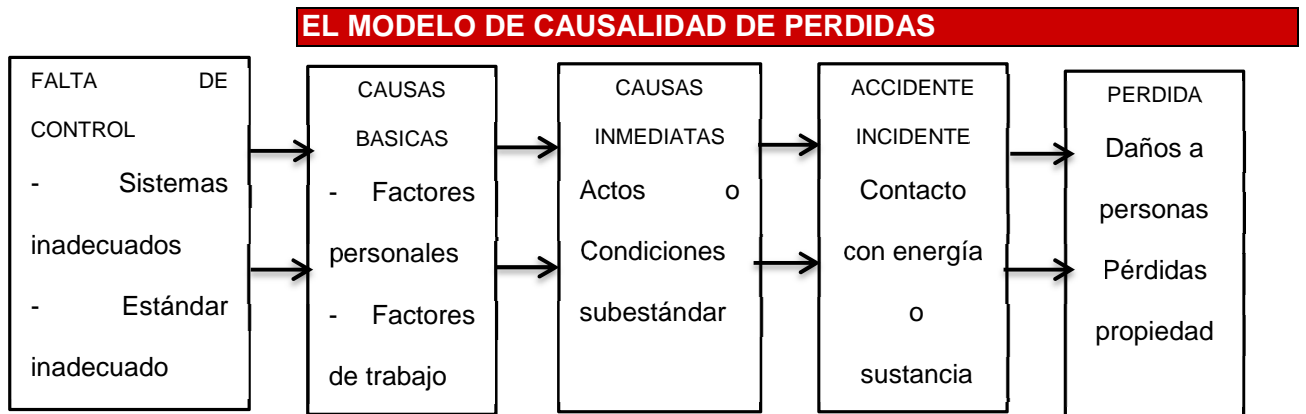 EL MODELO DE CAUSALIDAD DE PERDIDAS
FALTA DE
CONTROL
- Sistemas
inadecuados
- Estándar
inadecuado
CAUSAS
BASICAS
- Factores
personales
- Factores
de trabajo
CAUSAS
INMEDIATAS
Actos o
Condiciones
subestándar
ACCIDENTE
INCIDENTE
Contacto
con energía
o
sustancia
PERDIDA
Daños a
personas
Pérdidas
propiedad